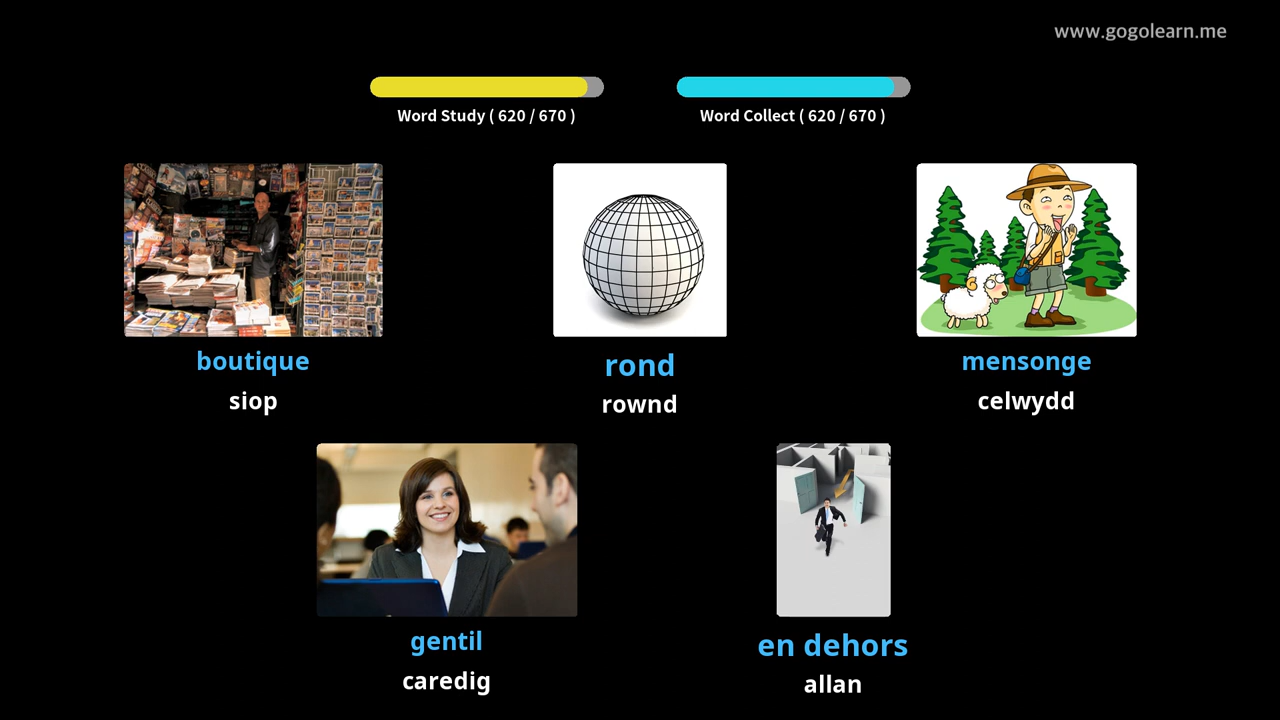 www.gogolearn.me
Word Study ( 620 / 670 )
Word Collect ( 620 / 670 )
boutique
siop
rond
rownd
mensonge
celwydd
gentil
caredig
en dehors
allan